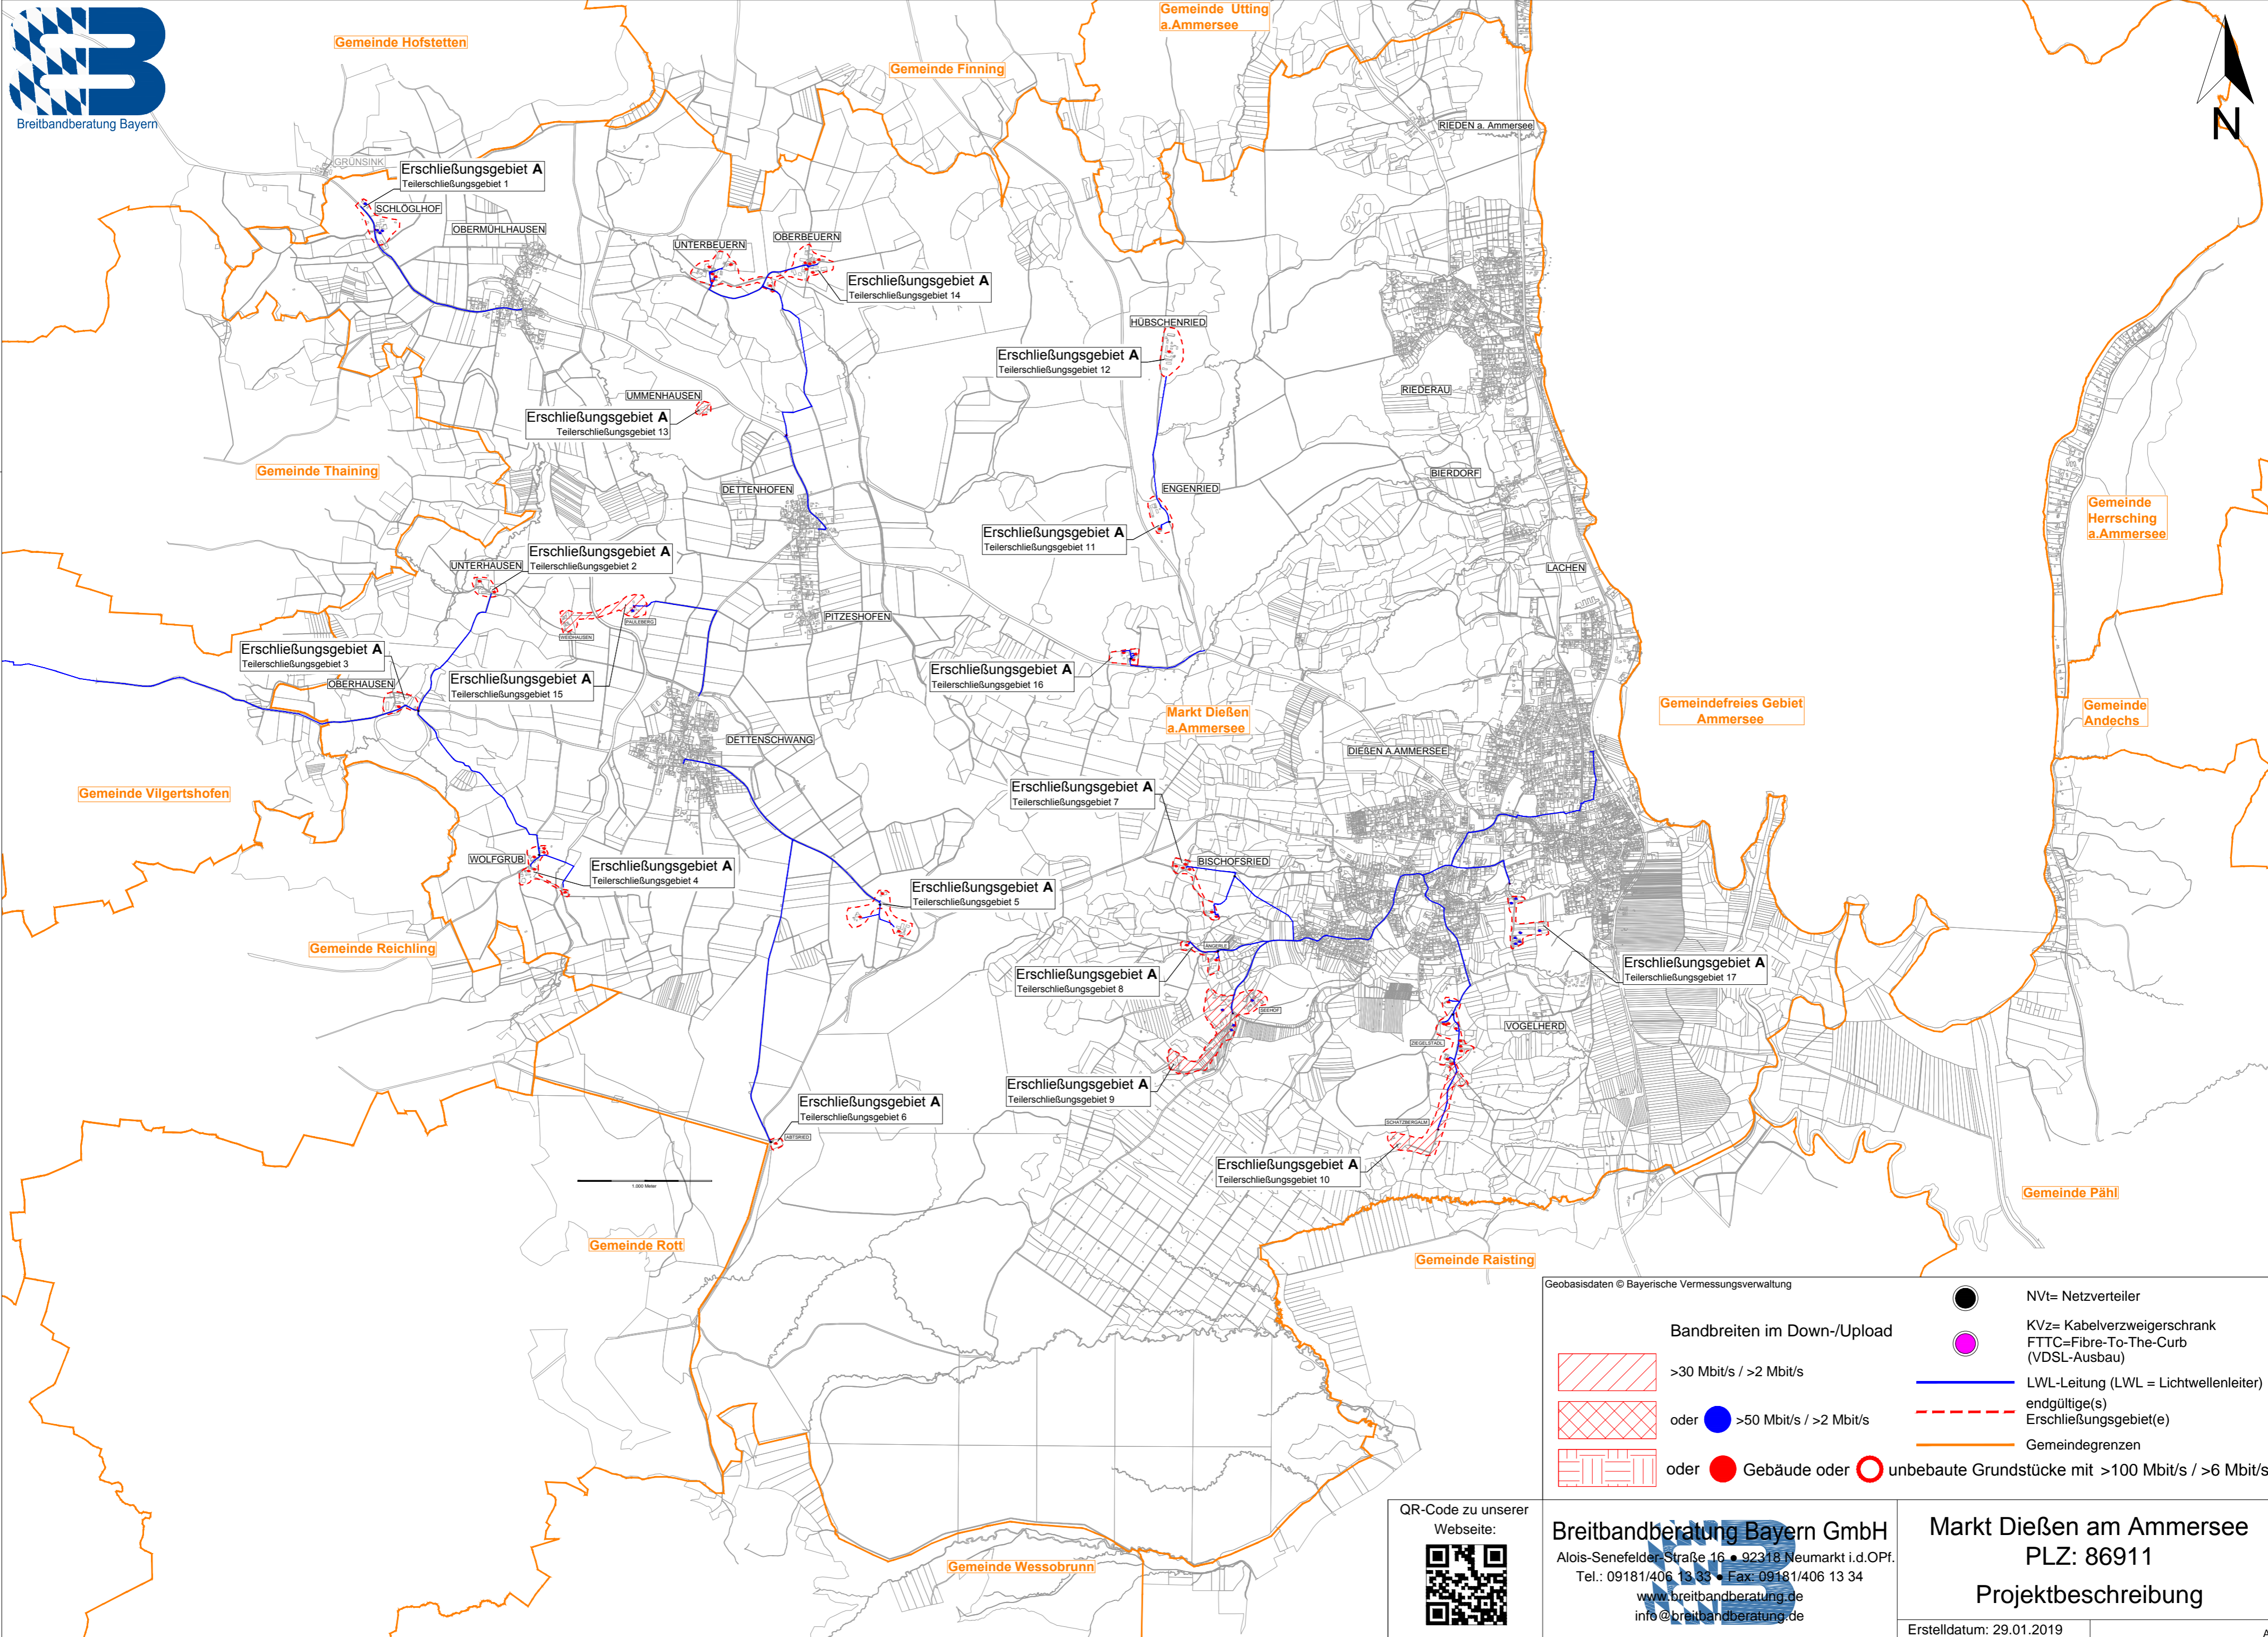 Breitbandberatung Bayern
Gemeinde Hofstetten
Gemeinde Finning
Gemeinde Utting
a.Ammersee
N
RIEDEN a. Ammersee
GRÜNSINK
Erschließungsgebiet A
Teilerschließungsgebiet 1
SCHLÖGLHOF
OBERMÜHLHAUSEN
UNTERBEUERN
OBERBEUERN
Erschließungsgebiet A
Teilerschließungsgebiet 14
HÜBSCHENRIED
Erschließungsgebiet A
Teilerschließungsgebiet 12
RIEDERAU
UMMENHAUSEN
Erschließungsgebiet A
Teilerschließungsgebiet 13
Gemeinde Thaining
BIERDORF
DETTENHOFEN
ENGENRIED
Gemeinde
Herrsching
a.Ammersee
Erschließungsgebiet A
Teilerschließungsgebiet 11
Erschließungsgebiet A
Teilerschließungsgebiet 2
UNTERHAUSEN
LACHEN
PITZESHOFEN
PAULEBERG
WEIDHAUSEN
Erschließungsgebiet A
Teilerschließungsgebiet 3
OBERHAUSEN
Erschließungsgebiet A
Teilerschließungsgebiet 15
Erschließungsgebiet A
Teilerschließungsgebiet 16
Markt Dießen
a.Ammersee
Gemeindefreies Gebiet
Ammersee
Gemeinde
Andechs
DETTENSCHWANG
DIEßEN A.AMMERSEE
Gemeinde Vilgertshofen
Erschließungsgebiet A
Teilerschließungsgebiet 7
WOLFGRUB
Erschließungsgebiet A
Teilerschließungsgebiet 4
BISCHOFSRIED
Erschließungsgebiet A
Teilerschließungsgebiet 5
Gemeinde Reichling
ÄNGERLE
Erschließungsgebiet A
Teilerschließungsgebiet 8
Erschließungsgebiet A
Teilerschließungsgebiet 17
SEEHOF
VOGELHERD
ZIEGELSTADL
Erschließungsgebiet A
Teilerschließungsgebiet 9
Erschließungsgebiet A
Teilerschließungsgebiet 6
ABTSRIED
SCHATZBERGALM
Erschließungsgebiet A
Teilerschließungsgebiet 10
1.000 Meter
Gemeinde Pähl
Gemeinde Rott
Gemeinde Raisting
Gemeinde Wessobrunn
Geobasisdaten © Bayerische Vermessungsverwaltung
Bandbreiten im Down-/Upload
>30 Mbit/s / >2 Mbit/s
oder >50 Mbit/s / >2 Mbit/s
oder Gebäude oder unbebaute Grundstücke mit >100 Mbit/s / >6 Mbit/s
NVt= Netzverteiler
KVz= Kabelverzweigerschrank
FTTC=Fibre-To-The-Curb
(VDSL-Ausbau)
LWL-Leitung (LWL = Lichtwellenleiter)
endgültige(s)
Erschließungsgebiet(e)
Gemeindegrenzen
QR-Code zu unserer
Webseite:
Breitbandberatung Bayern GmbH
Alois-Senefelder-Straße 16 ● 92318 Neumarkt i.d.OPf.
Tel.: 09181/406 13 33 ● Fax: 09181/406 13 34
www.breitbandberatung.de
info@breitbandberatung.de
Markt Dießen am Ammersee
PLZ: 86911
Projektbeschreibung
Erstelldatum: 29.01.2019